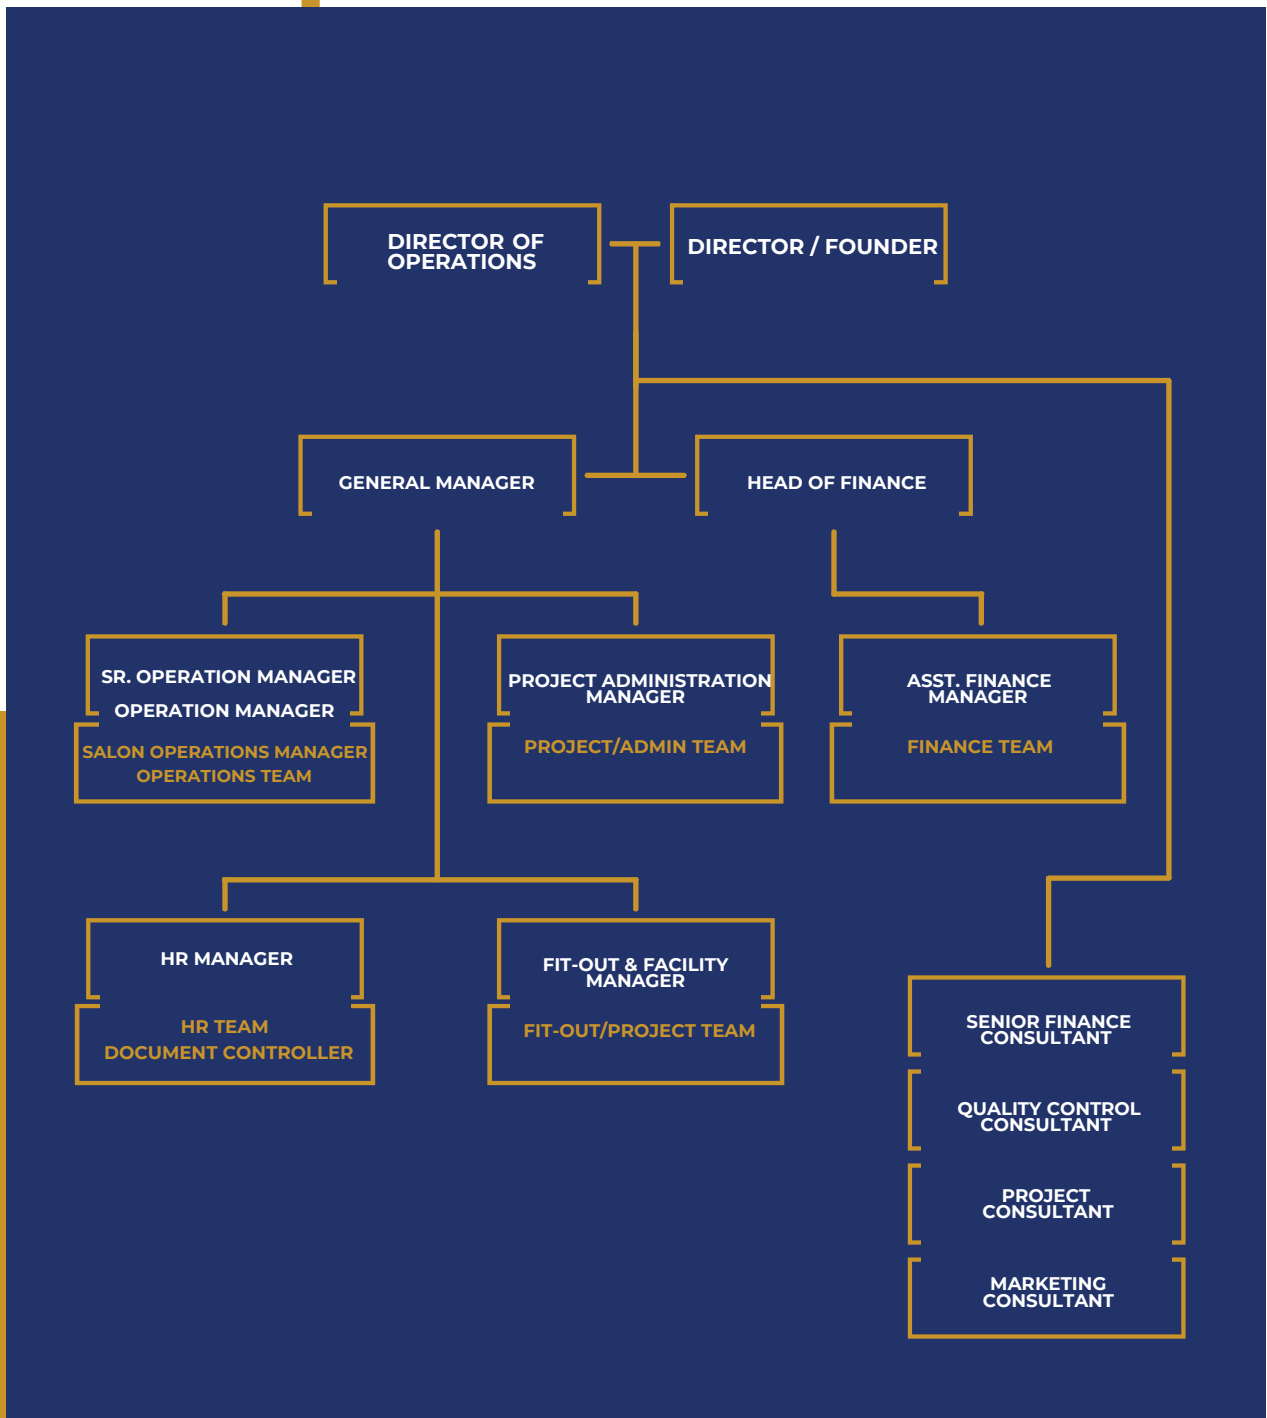 DIRECTOR OF
OPERATIONS
DIRECTOR / FOUNDER
GENERAL MANAGER
HEAD OF FINANCE
SR. OPERATION MANAGER
OPERATION MANAGER
SALON OPERATIONS MANAGER
OPERATIONS TEAM
PROJECT ADMINISTRATION
MANAGER
PROJECT/ADMIN TEAM
ASST. FINANCE
MANAGER
FINANCE TEAM
HR MANAGER
HR TEAM
DOCUMENT CONTROLLER
FIT-OUT & FACILITY
MANAGER
FIT-OUT/PROJECT TEAM
SENIOR FINANCE
CONSULTANT
QUALITY CONTROL
CONSULTANT
PROJECT
CONSULTANT
MARKETING
CONSULTANT